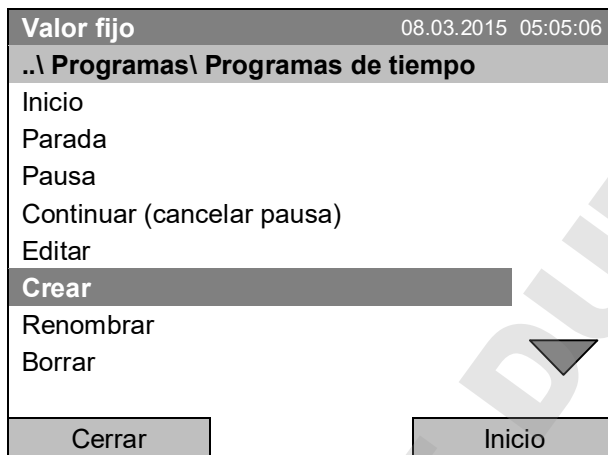 Valor fijo 08.03.2015 05:05:06
..\ Programas\ Programas de tiempo
Inicio
Parada
Pausa
Continuar (cancelar pausa)
Editar
Crear
Renombrar
Borrar
Cerrar Inicio